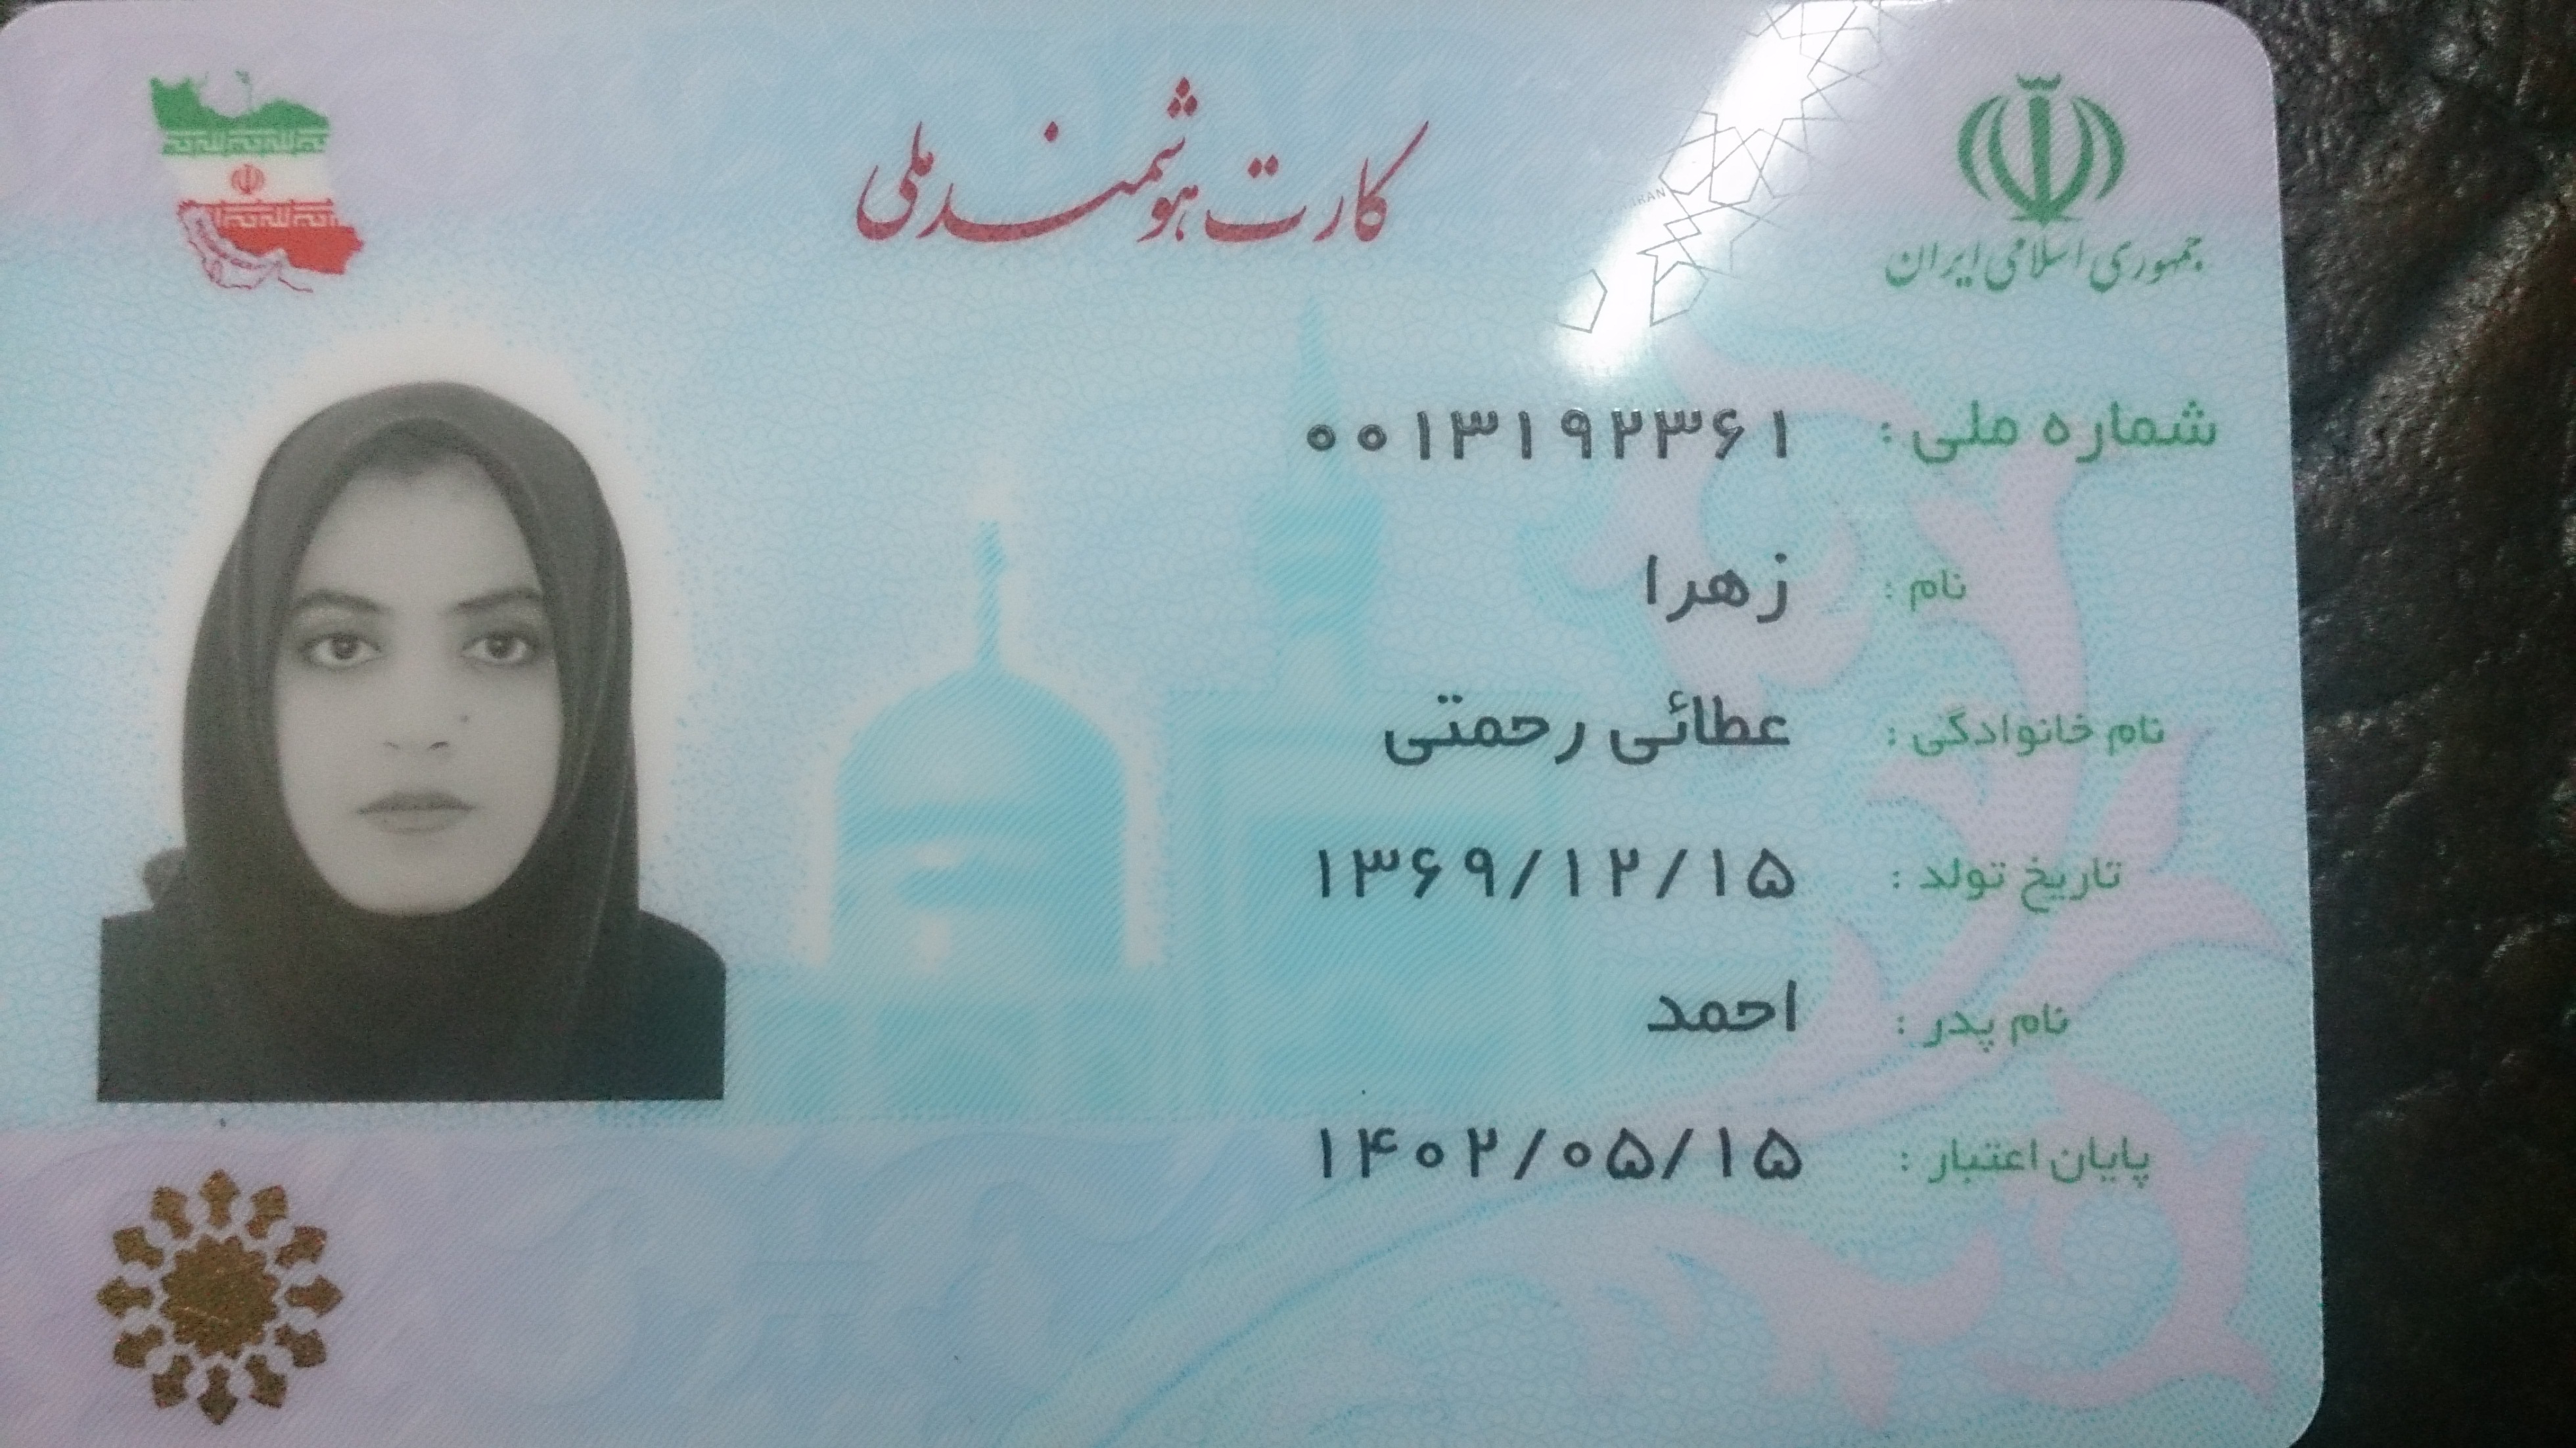 جمهوری اسلامی ایران
کارت هوشمند ملی
شماره ملی : ۰۰۱۳۱۹۲۳۶۱
نام : زهرا
نام خانوادگی : عطائی رحمتی
تاریخ تولد : ۱۳۶۹/۱۲/۱۵
نام پدر : احمد
پایان اعتبار : ۱۴۰۲/۰۵/۱۵